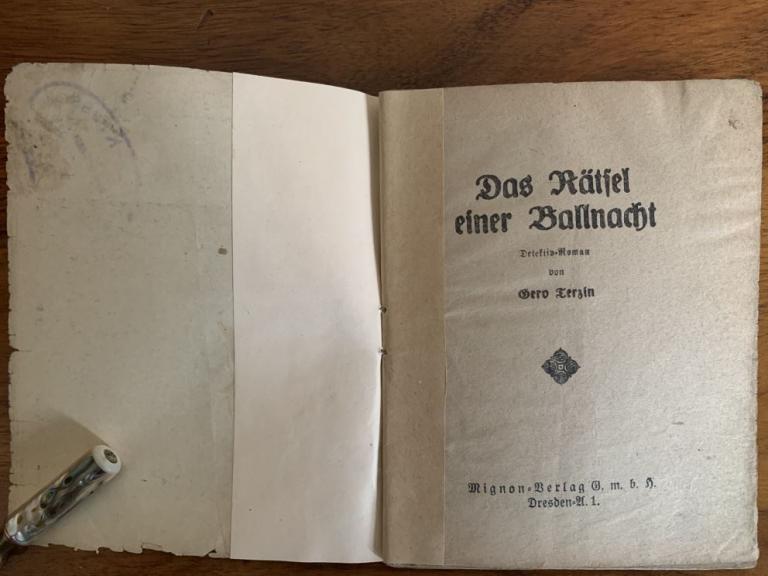 Das Rätsel
einer Ballnacht
Detektiv-Roman
von
Gero Terzin
Mignon-Verlag G. m. b. H.
Dresden-A. 1.